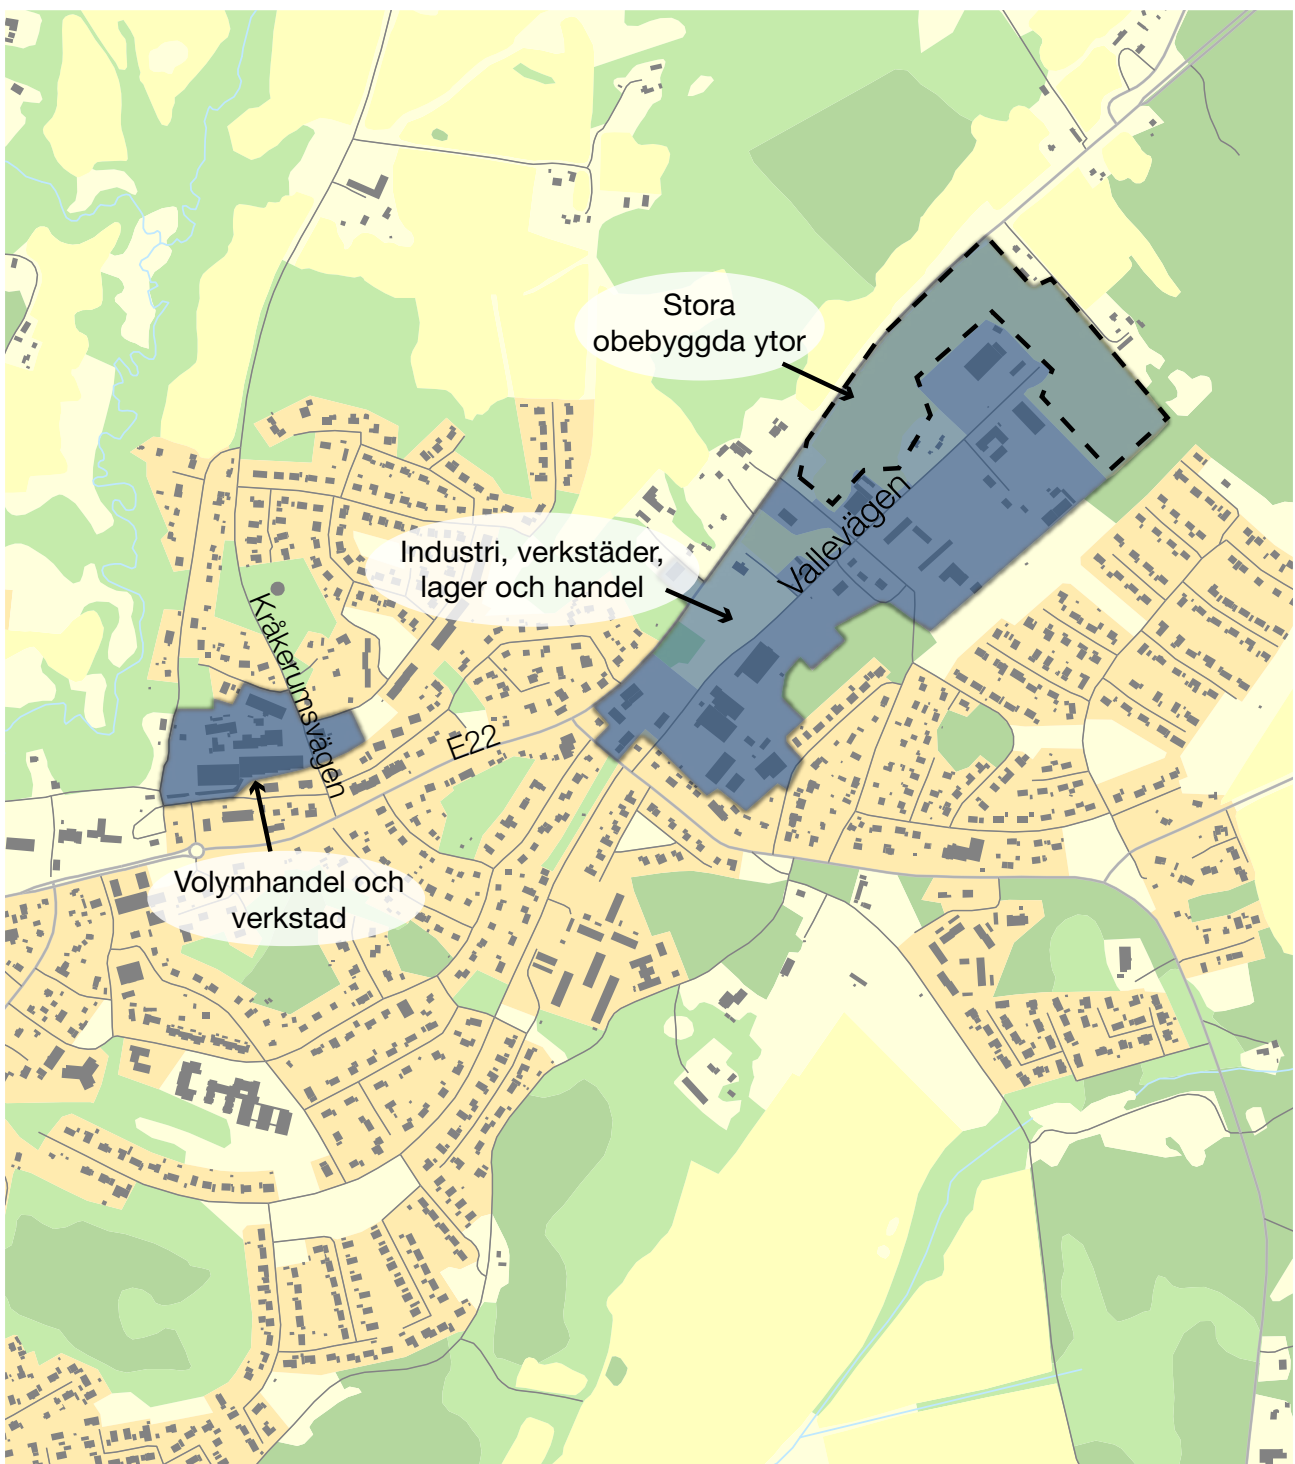 Stora
obebyggda ytor
Industri, verkstäder,
lager och handel
Vallevägen
Kråkerumsvägen
E22
Volymhandel och
verkstad